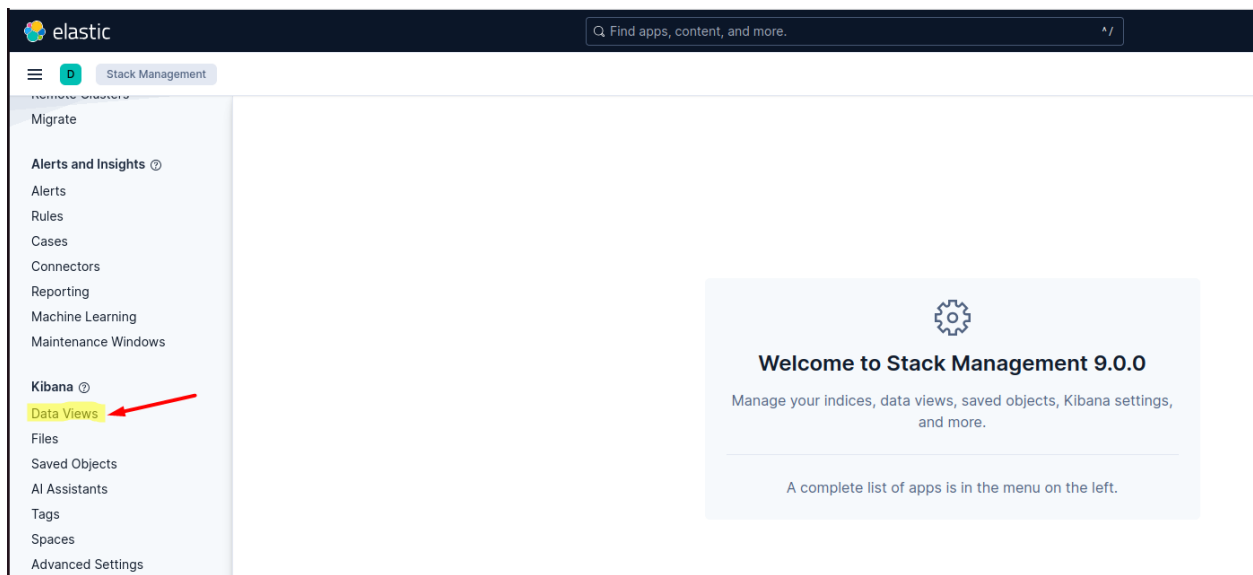 elastic
Find apps, content, and more.
^/
D
Stack Management
Remote Clusters
Migrate
Alerts and Insights
Alerts
Rules
Cases
Connectors
Reporting
Machine Learning
Maintenance Windows
Kibana
Data Views
Files
Saved Objects
AI Assistants
Tags
Spaces
Advanced Settings
Welcome to Stack Management 9.0.0
Manage your indices, data views, saved objects, Kibana settings,
and more.
A complete list of apps is in the menu on the left.